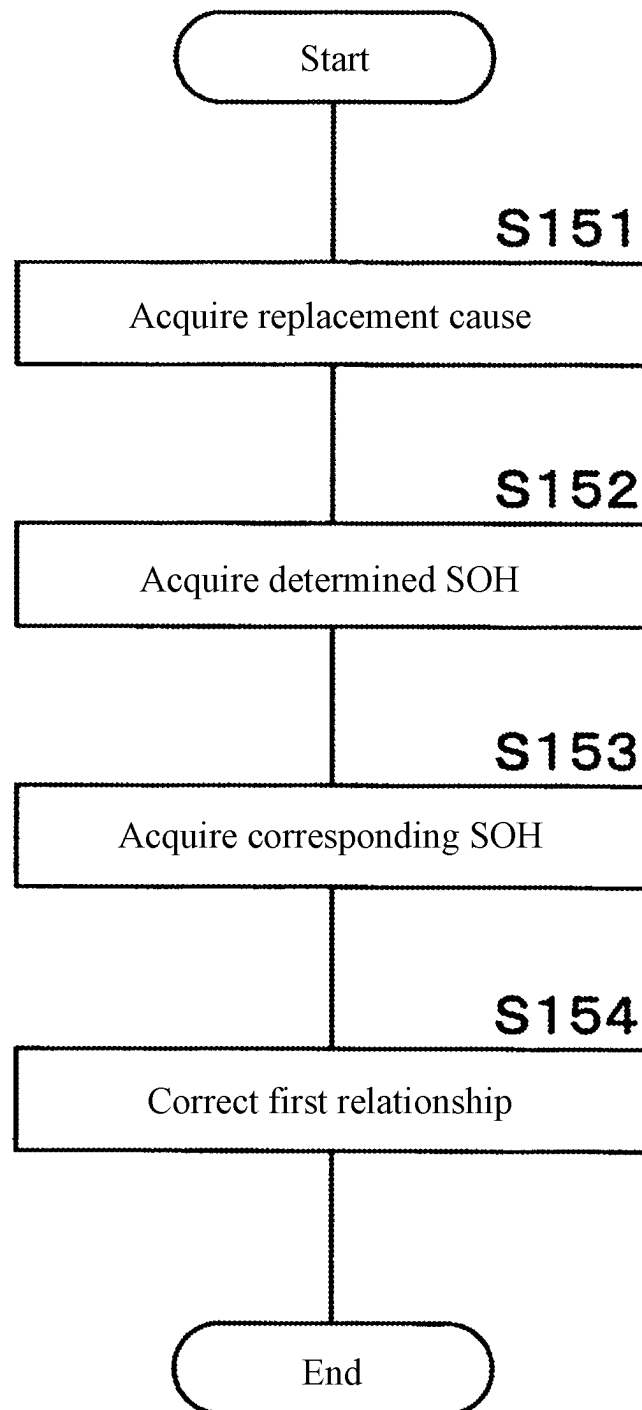 Start
S151
Acquire replacement cause
S152
Acquire determined SOH
S153
Acquire corresponding SOH
S154
Correct first relationship
End